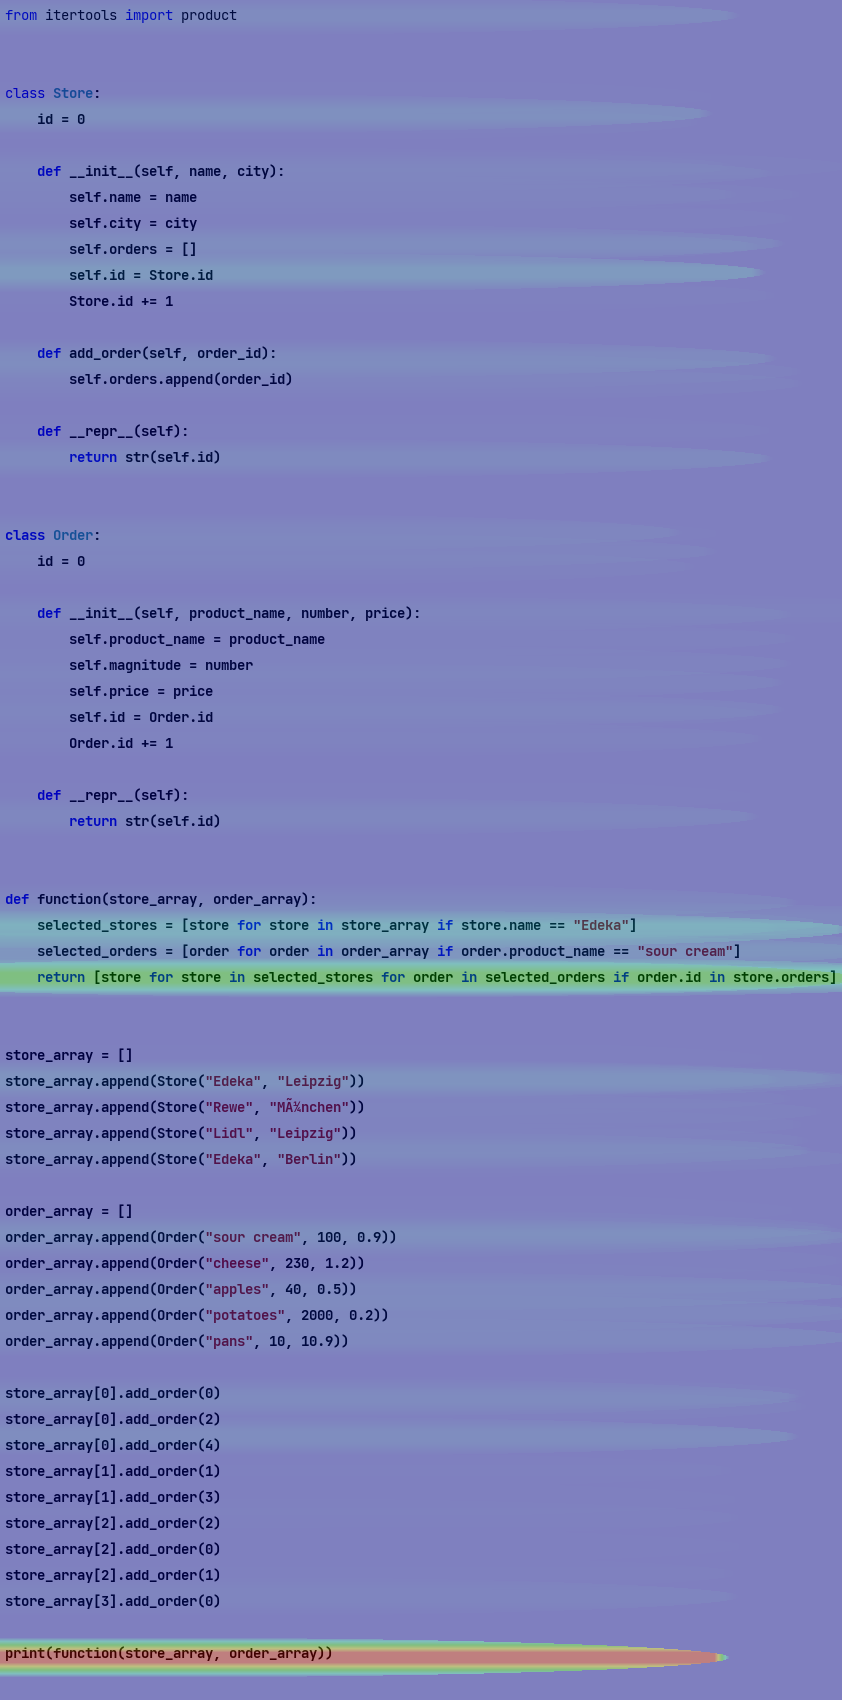 from itertools import product
class Store:
    id = 0
    def __init__(self, name, city):
        self.name = name
        self.city = city
        self.orders = []
        self.id = Store.id
        Store.id += 1
    def add_order(self, order_id):
        self.orders.append(order_id)
    def __repr__(self):
        return str(self.id)
class Order:
    id = 0
    def __init__(self, product_name, number, price):
        self.product_name = product_name
        self.magnitude = number
        self.price = price
        self.id = Order.id
        Order.id += 1
    def __repr__(self):
        return str(self.id)
def function(store_array, order_array):
    selected_stores = [store for store in store_array if store.name == "Edeka"]
    selected_orders = [order for order in order_array if order.product_name == "sour cream"]
    return [store for store in selected_stores for order in selected_orders if order.id in store.orders]
store_array = []
store_array.append(Store("Edeka", "Leipzig"))
store_array.append(Store("Rewe", "MÃ¼nchen"))
store_array.append(Store("Lidl", "Leipzig"))
store_array.append(Store("Edeka", "Berlin"))
order_array = []
order_array.append(Order("sour cream", 100, 0.9))
order_array.append(Order("cheese", 230, 1.2))
order_array.append(Order("apples", 40, 0.5))
order_array.append(Order("potatoes", 2000, 0.2))
order_array.append(Order("pans", 10, 10.9))
store_array[0].add_order(0)
store_array[0].add_order(2)
store_array[0].add_order(4)
store_array[1].add_order(1)
store_array[1].add_order(3)
store_array[2].add_order(2)
store_array[2].add_order(0)
store_array[2].add_order(1)
store_array[3].add_order(0)
print(function(store_array, order_array))